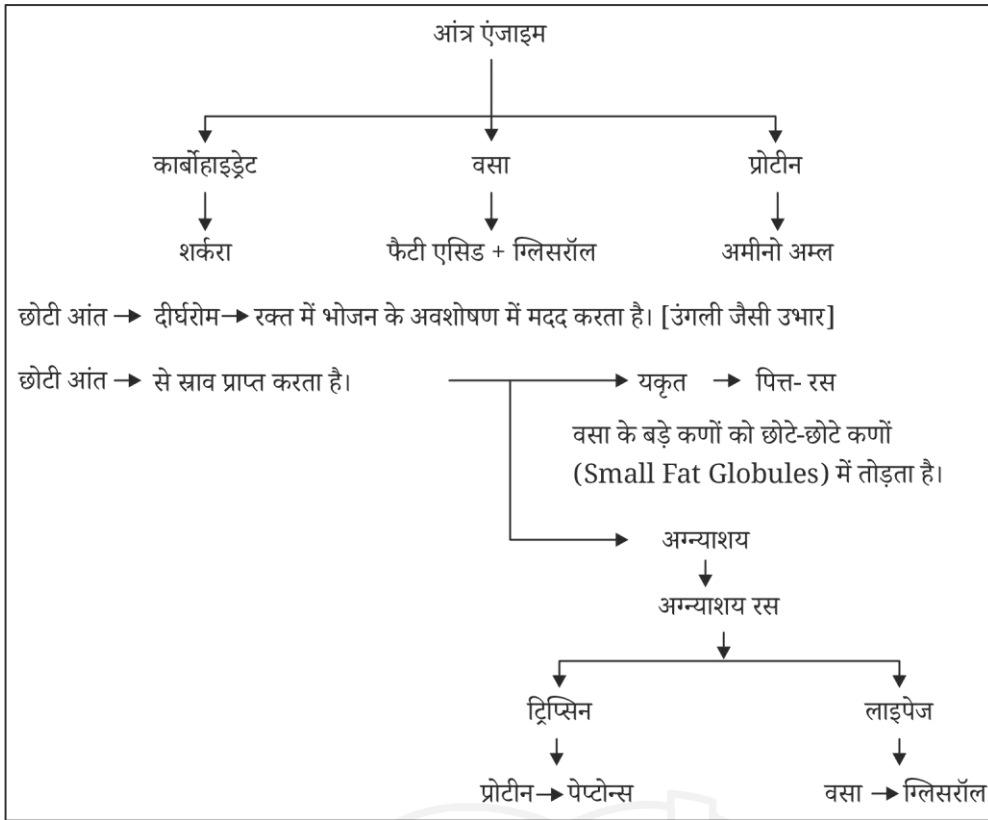 आंत्र एंजाइम
कार्बोहाइड्रेट वसा प्रोटीन
शर्करा फैटी एसिड + ग्लिसरॉल अमीनो अम्ल
छोटी आंत → दीर्घरोम → रक्त में भोजन के अवशोषण में मदद करता है। [उंगली जैसी उभार]
छोटी आंत → से स्राव प्राप्त करता है। → यकृत → पित्त- रस
वसा के बड़े कणों को छोटे-छोटे कणों
(Small Fat Globules) में तोड़ता है।
अग्न्याशय
अग्न्याशय रस
ट्रिप्सिन लाइपेज
प्रोटीन → पेप्टोन्स वसा → ग्लिसरॉल